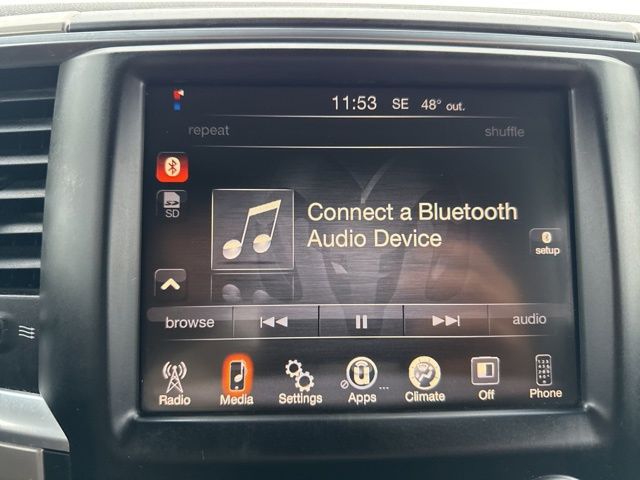 11:53 SE 48° out.
repeat shuffle
SD
Connect a Bluetooth
Audio Device
setup
browse audio
Radio Media Settings Apps ... Climate Off Phone